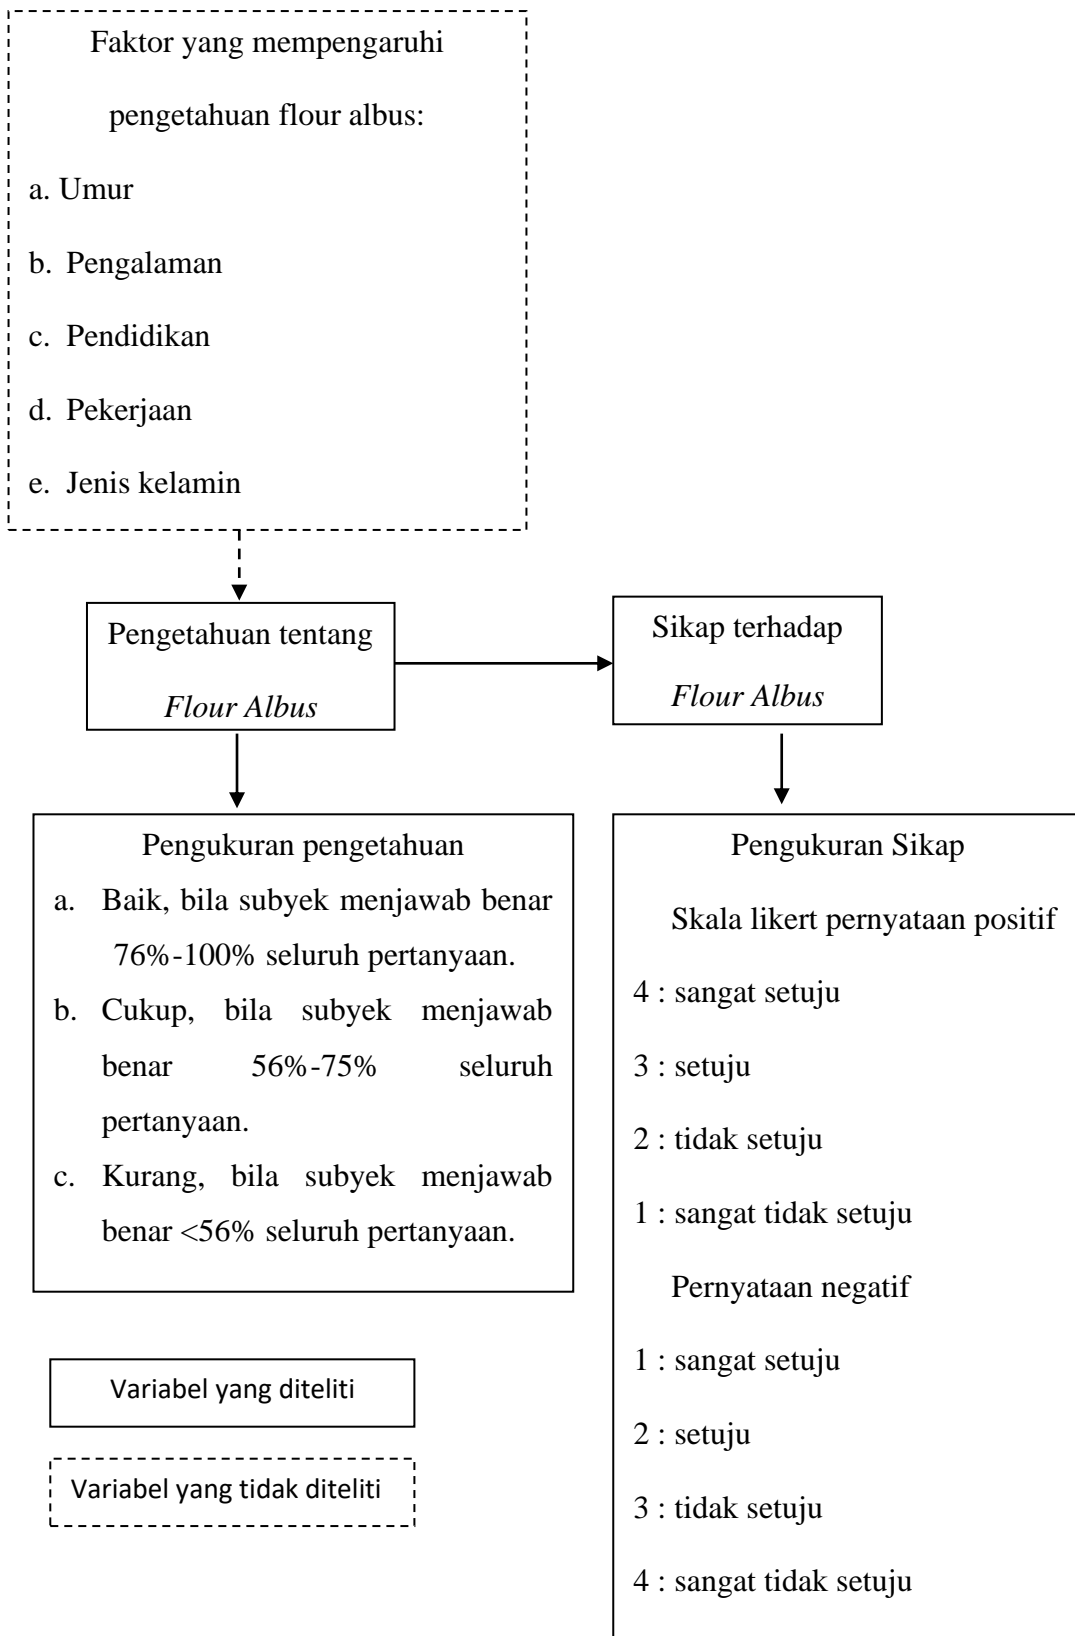 Faktor yang mempengaruhi
pengetahuan flour albus:
a. Umur
b. Pengalaman
c. Pendidikan
d. Pekerjaan
e. Jenis kelamin
Pengetahuan tentang
Flour Albus
Sikap terhadap
Flour Albus
Pengukuran pengetahuan
a. Baik, bila subyek menjawab benar
76%-100% seluruh pertanyaan.
b. Cukup, bila subyek menjawab
benar 56%-75% seluruh
pertanyaan.
c. Kurang, bila subyek menjawab
benar <56% seluruh pertanyaan.
Pengukuran Sikap
Skala likert pernyataan positif
4 : sangat setuju
3 : setuju
2 : tidak setuju
1 : sangat tidak setuju
Pernyataan negatif
1 : sangat setuju
2 : setuju
3 : tidak setuju
4 : sangat tidak setuju
Variabel yang diteliti
Variabel yang tidak diteliti